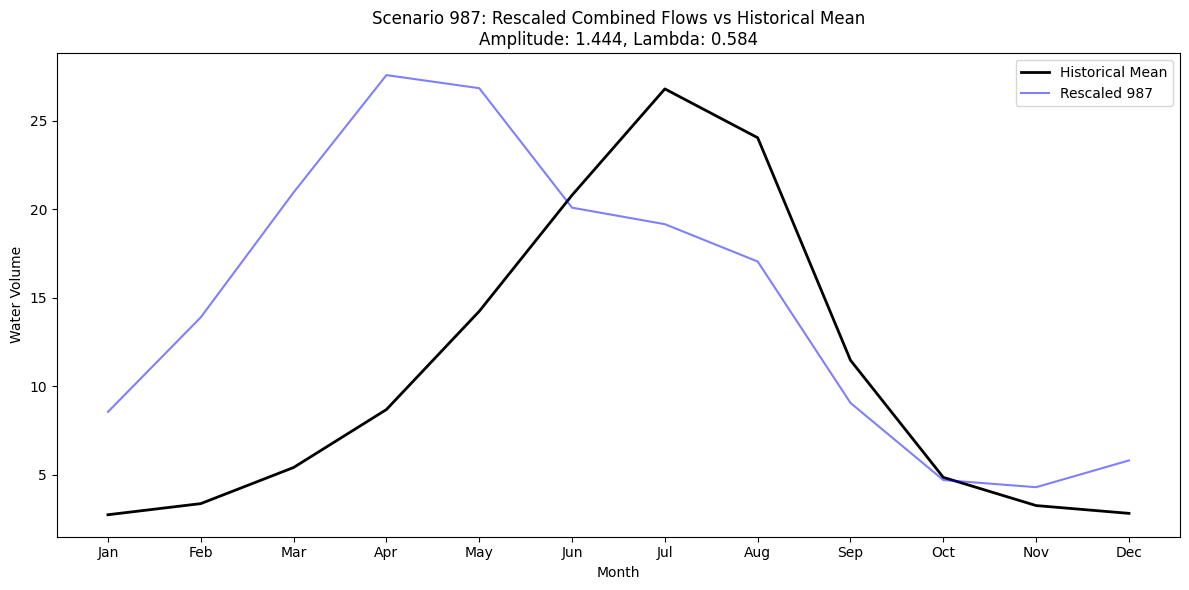 Scenario 987: Rescaled Combined Flows vs Historical Mean
Amplitude: 1.444, Lambda: 0.584
Historical Mean
Rescaled 987
Water Volume
25
20
15
10
5
Jan Feb Mar Apr May Jun Jul Aug Sep Oct Nov Dec
Month